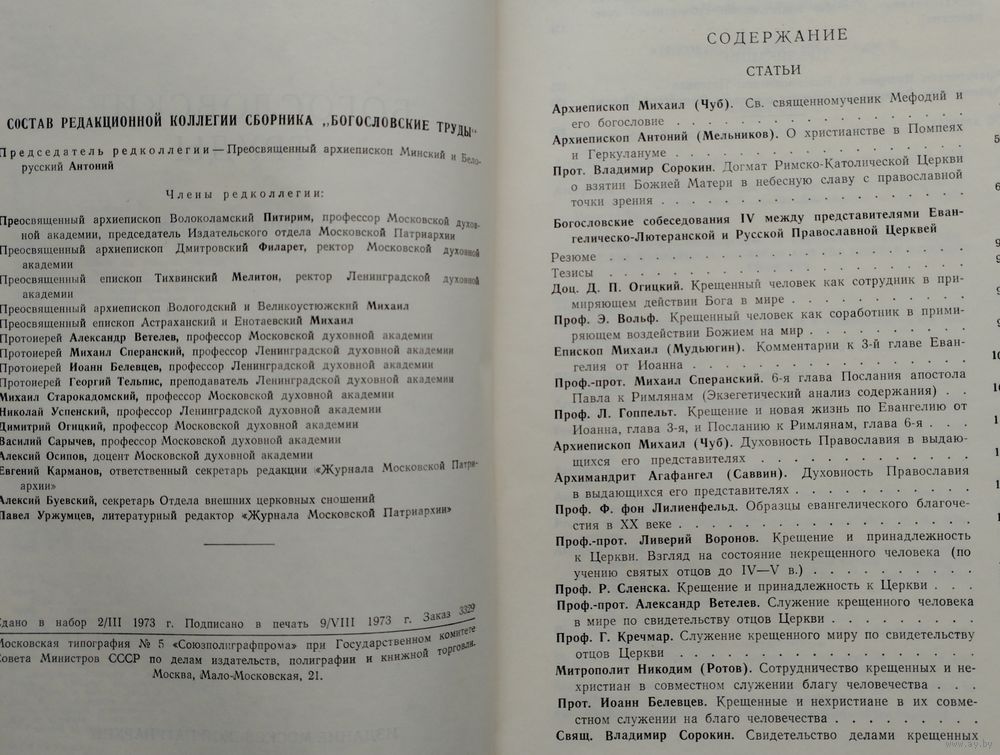 СОСТАВ РЕДАКЦИОННОЙ КОЛЛЕГИИ СБОРНИКА „БОГОСЛОВСКИЕ ТРУДЫ"
Председатель редколлегии — Преосвященный архиепископ Минский и Бело-
русский Антоний
Члены редколлегии:
Преосвященный архиепископ Волоколамский Питирим, профессор Московской духов-
ной академии, председатель Издательского отдела Московской Патриархии
Преосвященный архиепископ Дмитровский Филарет, ректор Московской духовной
академии
Преосвященный епископ Тихвинский Мелитон, ректор Ленинградской духовной
академии
Преосвященный архиепископ Вологодский и Великоустюжский Михаил
Преосвященный епископ Астраханский и Енотаевский Михаил
Протоиерей Александр Ветелев, профессор Московской духовной академии
Протоиерей Михаил Сперанский, профессор Ленинградской духовной академии
Протоиерей Иоанн Белевцев, профессор Ленинградской духовной академии
Протоиерей Георгий Тельпис, преподаватель Ленинградской духовной академии
Михаил Старокадомский, профессор Московской духовной академии
Николай Успенский, профессор Ленинградской духовной академии
Димитрий Огицкий, профессор Московской духовной академии
Василий Сарычев, профессор Московской духовной академии
Алексий Осипов, доцент Московской духовной академии
Евгений Карманов, ответственный секретарь редакции «Журнала Московской Патри-
архии»
Алексий Буевский, секретарь Отдела внешних церковных сношений
Павел Уржумцев, литературный редактор «Журнала Московской Патриархии»
Сдано в набор 2/III 1973 г. Подписано в печать 9/VIII 1973 г. Заказ 3329
Московская типография № 5 «Союзполиграфпрома» при Государственном комитете
Совета Министров СССР по делам издательств, полиграфии и книжной торговли.
Москва, Мало-Московская, 21.
СОДЕРЖАНИЕ
СТАТЬИ
Архиепископ Михаил (Чуб). Св. священномученик Мефодий и
его богословие . . . . . . . . . . . . . . . . .
Архиепископ Антоний (Мельников). О христианстве в Помпеях
и Геркулануме . . . . . . . . . . . . . . . . . 5
Прот. Владимир Сорокин. Догмат Римско-Католической Церкви
о взятии Божией Матери в небесную славу с православной
точки зрения . . . . . . . . . . . . . . . . . 6
Богословские собеседования IV между представителями Еван-
гелическо-Лютеранской и Русской Православной Церквей
Резюме . . . . . . . . . . . . . . . . . . . 9
Тезисы . . . . . . . . . . . . . . . . . . . 9
Доц. Д. П. Огицкий. Крещенный человек как сотрудник в при-
миряющем действии Бога в мире . . . . . . . . . . 9
Проф. Э. Вольф. Крещенный человек как соработник в прими-
ряющем воздействии Божием на мир . . . . . . . . . 9
Епископ Михаил (Мудьюгин). Комментарии к 3-й главе Еван-
гелия от Иоанна . . . . . . . . . . . . . . . . 10
Проф.-прот. Михаил Сперанский. 6-я глава Послания апостола
Павла к Римлянам (Экзегетический анализ содержания) . . 10
Проф. Л. Гоппельт. Крещение и новая жизнь по Евангелию от
Иоанна, глава 3-я, и Посланию к Римлянам, глава 6-я . . . 1
Архиепископ Михаил (Чуб). Духовность Православия в выдаю-
щихся его представителях . . . . . . . . . . . . 1
Архимандрит Агафангел (Саввин). Духовность Православия
в выдающихся его представителях . . . . . . . . . . 1
Проф. Ф. фон Лилиенфельд. Образцы евангелического благоче-
стия в XX веке . . . . . . . . . . . . . . . . 1
Проф.-прот. Ливерий Воронов. Крещение и принадлежность
к Церкви. Взгляд на состояние некрещенного человека (по
учению святых отцов до IV—V в.) . . . . . . . . . .
Проф. Р. Сленска. Крещение и принадлежность к Церкви . . .
Проф.-прот. Александр Ветелев. Служение крещенного человека
в мире по свидетельству отцов Церкви . . . . . . . .
Проф. Г. Кречмар. Служение крещенного миру по свидетельству
отцов Церкви . . . . . . . . . . . . . . . . .
Митрополит Никодим (Ротов). Сотрудничество крещенных и не-
христиан в совместном служении благу человечества . . .
Прот. Иоанн Белевцев. Крещенные и нехристиане в их совме-
стном служении на благо человечества . . . . . . . .
Свящ. Владимир Сорокин. Свидетельство делами крещенных
www.ay.by